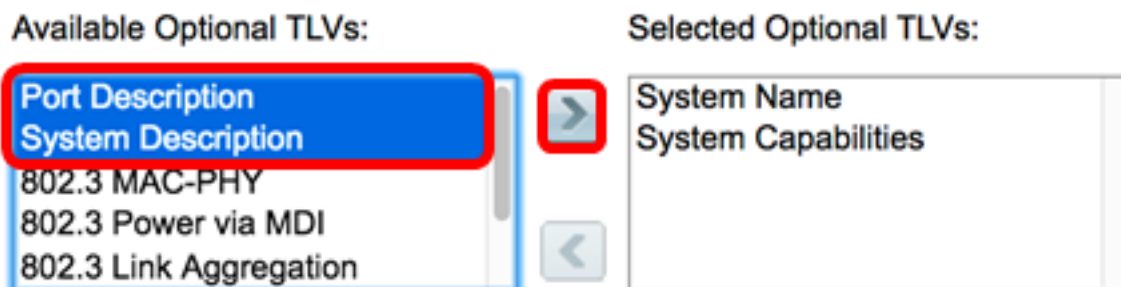 Available Optional TLVs:
Selected Optional TLVs:
Port Description
System Description
802.3 MAC-PHY
802.3 Power via MDI
802.3 Link Aggregation
System Name
System Capabilities